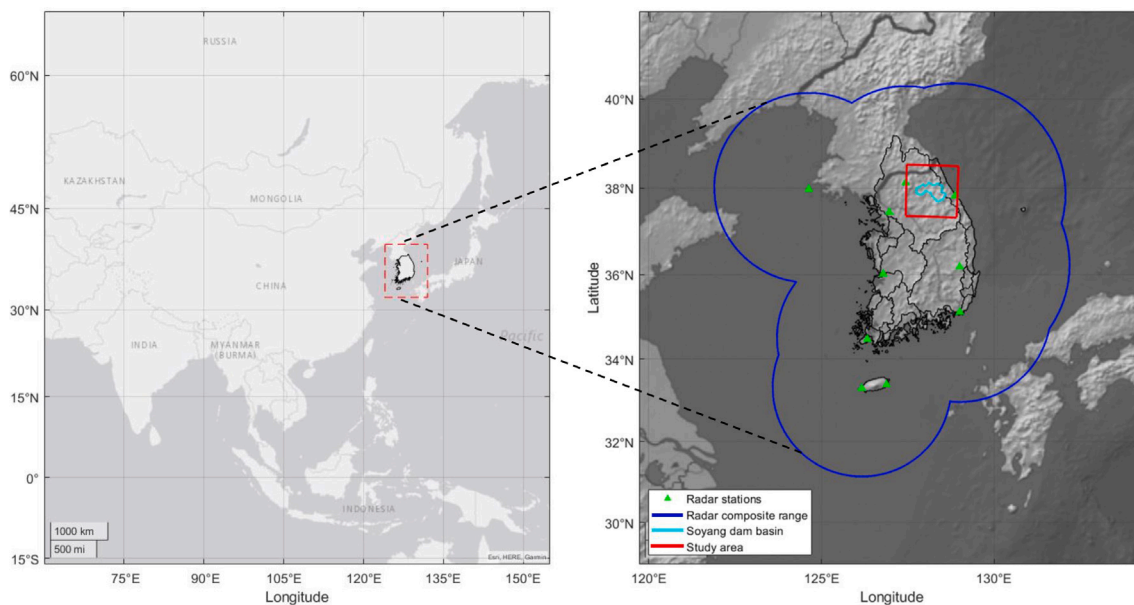 RUSSIA
60°N
KAZAKHSTAN
MONGOLIA
45°N
JAPAN
CHINA
30°N
Pacific
INDIA
MYANMAR
(BURMA)
15°N
0°
INDONESIA
1000 km
500 mi
15°S
Esri, HERE, Garmin
75°E 90°E 105°E 120°E 135°E 150°E
Longitude
40°N
38°N
36°N
34°N
32°N
30°N
Latitude
Radar stations
Radar composite range
Soyang dam basin
Study area
120°E 125°E 130°E
Longitude